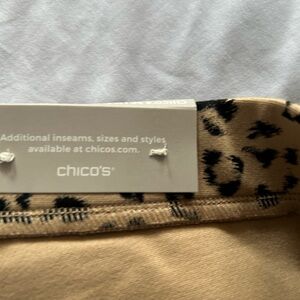 Additional inseams, sizes and styles
available at chicos.com.
chico's®